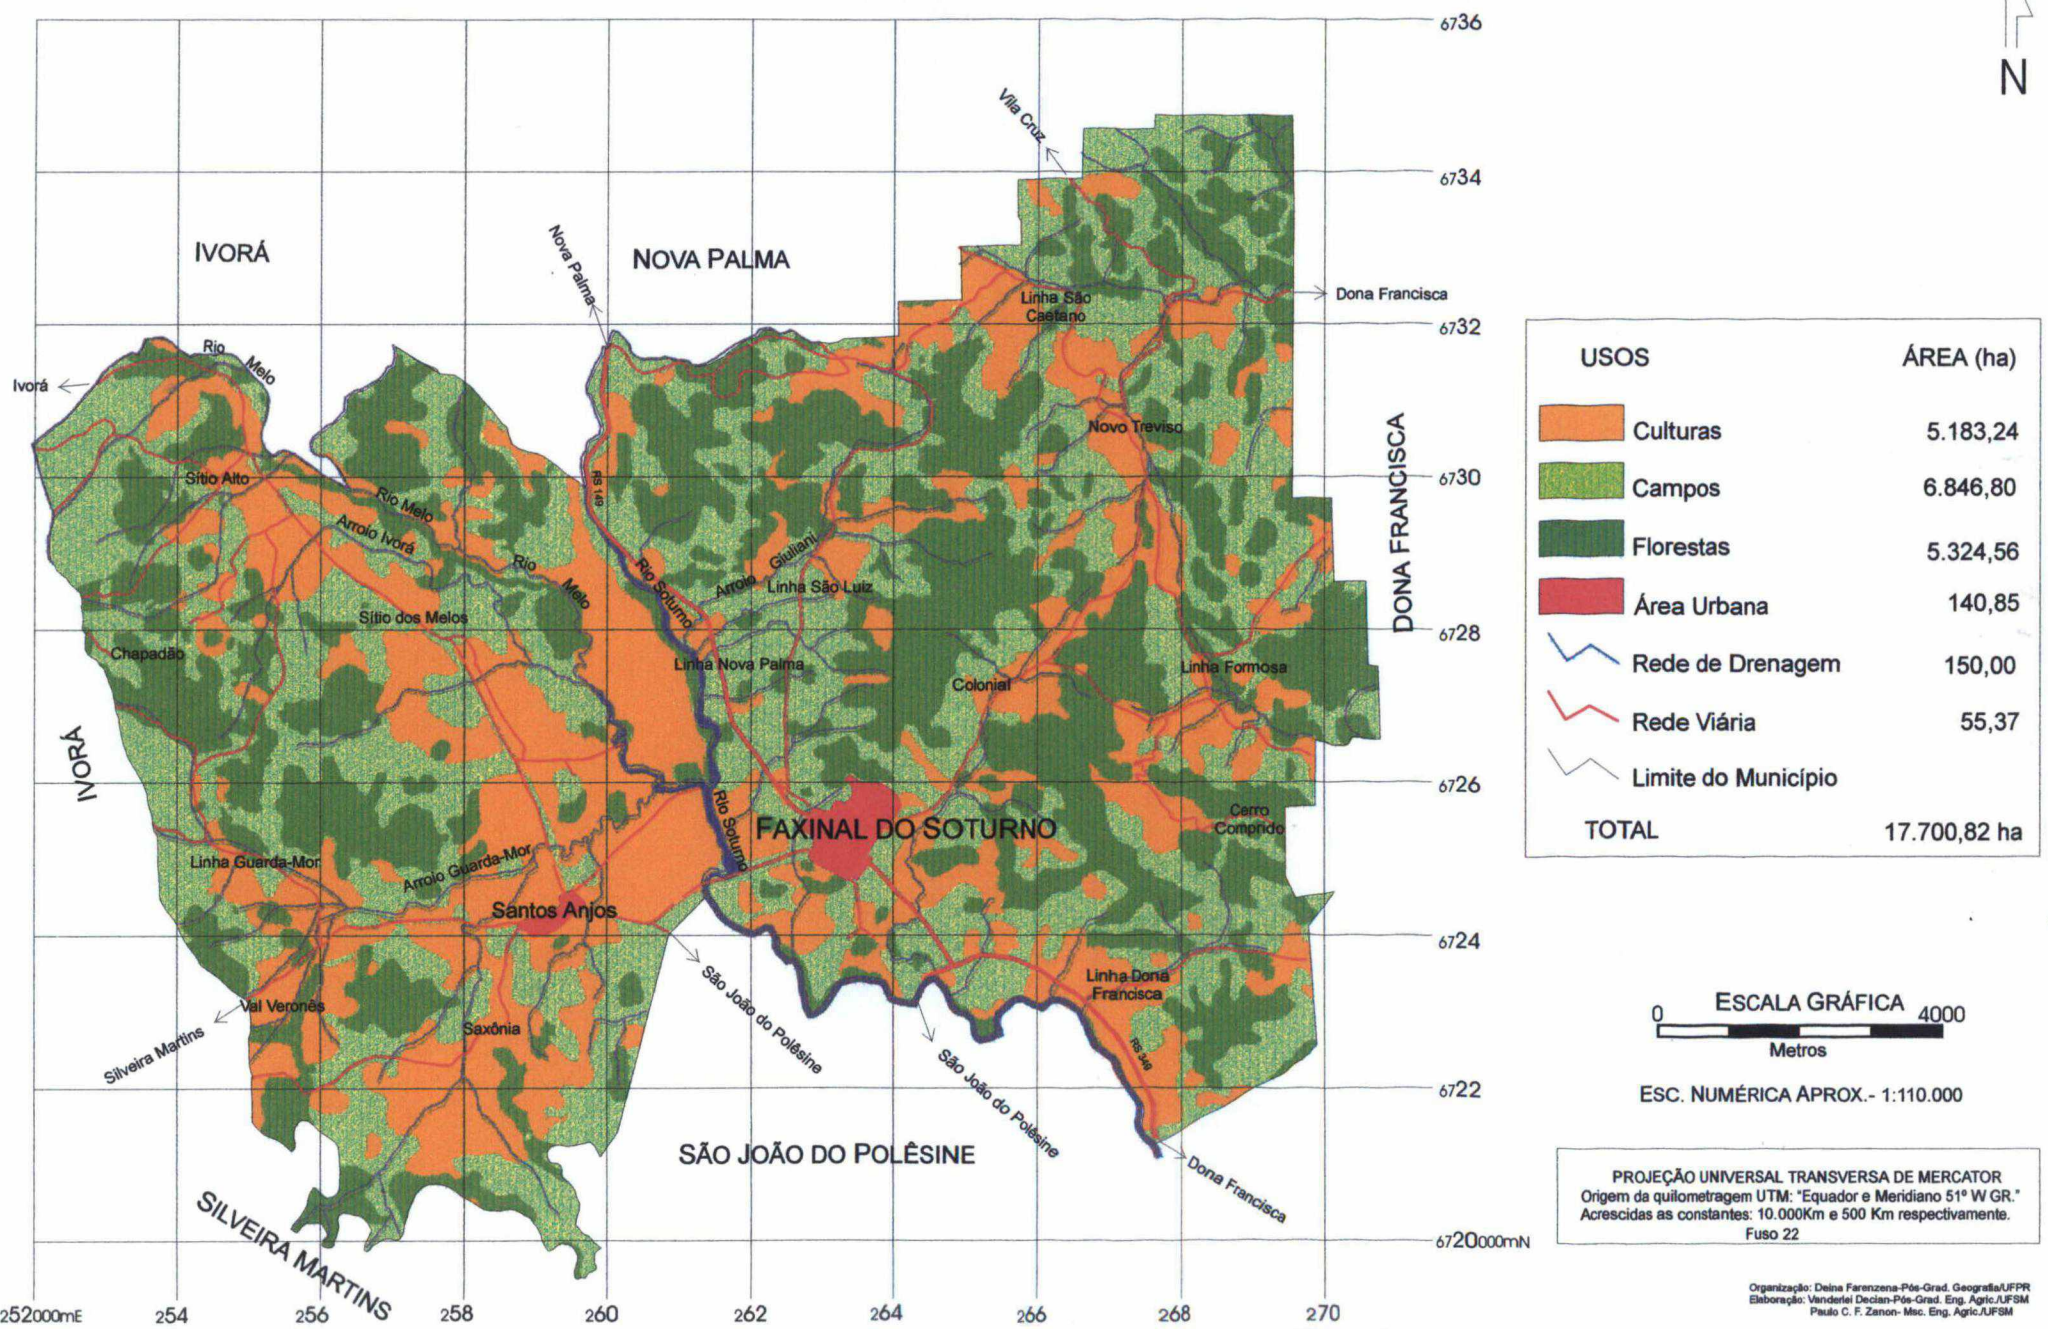 6736
N
Vila Cruz
6734
IVORÁ
NOVA PALMA
Nova Palma
Dona Francisca
Linha São
Caetano
6732
Rio Melo
Ivorá
Novo Treviso
DONA FRANCISCA
Sítio Alto
RS 149
6730
Rio Melo
Arroio Ivorá
Rio Melo
Arroio Giuliani
Rio Soturno
Linha São Luiz
Sítio dos Melos
6728
Chapadão
Linha Nova Palma
Linha Formosa
Colonial
IVORÁ
6726
Rio Soturno
FAXINAL DO SOTURNO
Cerro
Comprido
Linha Guarda-Mor
Arroio Guarda-Mor
Santos Anjos
6724
Linha Dona
Francisca
São João do Polêsine
Val Veronês
Silveira Martins
Saxônia
São João do Polêsine
RS 349
6722
SÃO JOÃO DO POLÊSINE
Dona Francisca
SILVEIRA MARTINS
6720000mN
252000mE
254
256
258
260
262
264
266
268
270
USOS ÁREA (ha)
Culturas 5.183,24
Campos 6.846,80
Florestas 5.324,56
Área Urbana 140,85
Rede de Drenagem 150,00
Rede Viária 55,37
Limite do Município
TOTAL 17.700,82 ha
ESCALA GRÁFICA
0 4000
Metros
ESC. NUMÉRICA APROX.- 1:110.000
PROJEÇÃO UNIVERSAL TRANSVERSA DE MERCATOR
Origem da quilometragem UTM: "Equador e Meridiano 51º W GR."
Acrescidas as constantes: 10.000Km e 500 Km respectivamente.
Fuso 22
Organização: Deina Farenzena-Pós-Grad. Geografia/UFPR
Elaboração: Vanderlei Decian-Pós-Grad. Eng. Agric./UFSM
Paulo C. F. Zanon- Msc. Eng. Agric./UFSM